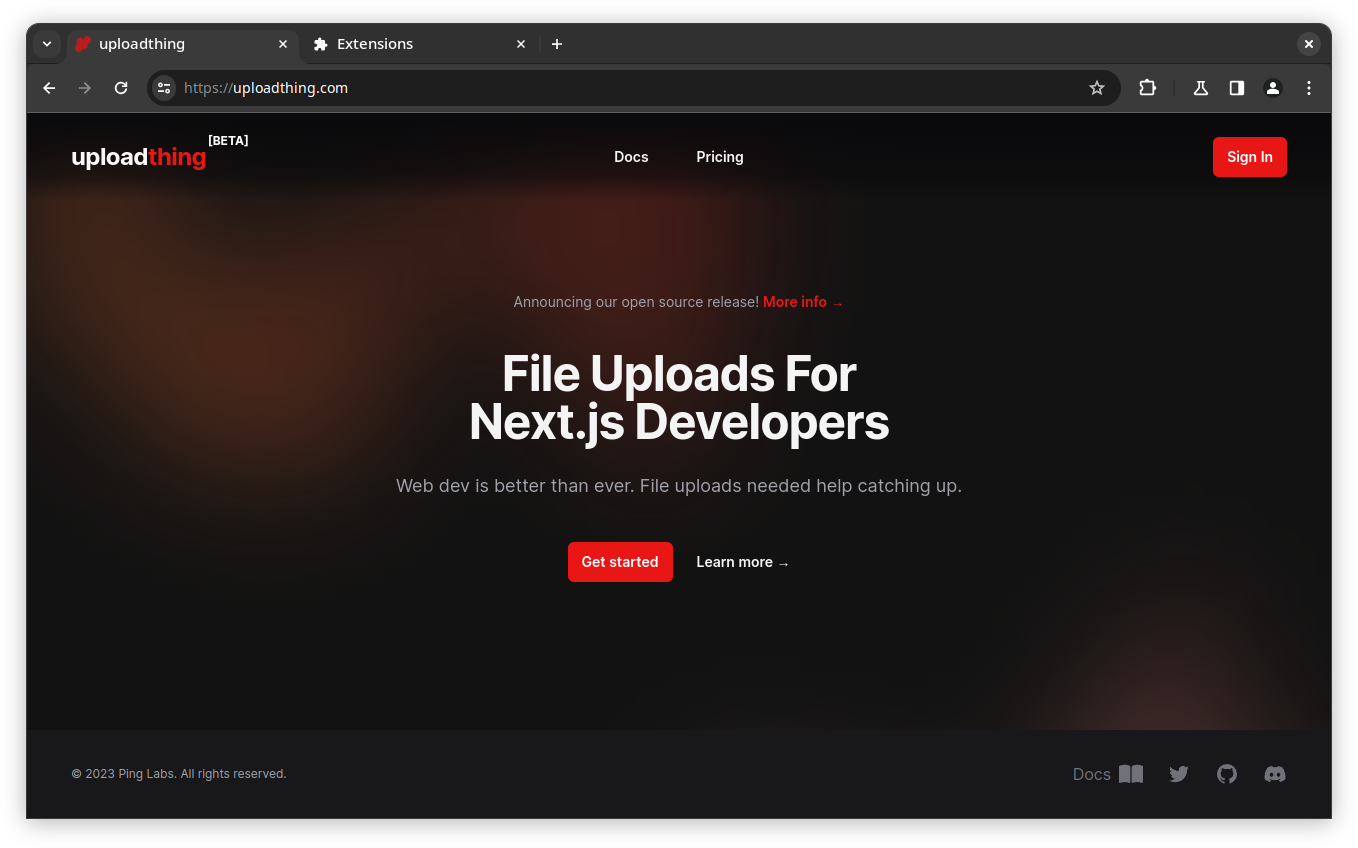 uploadthing
Extensions
https://uploadthing.com
uploadthing [BETA]
Docs
Pricing
Sign In
Announcing our open source release! More info →
File Uploads For
Next.js Developers
Web dev is better than ever. File uploads needed help catching up.
Get started
Learn more →
© 2023 Ping Labs. All rights reserved.
Docs